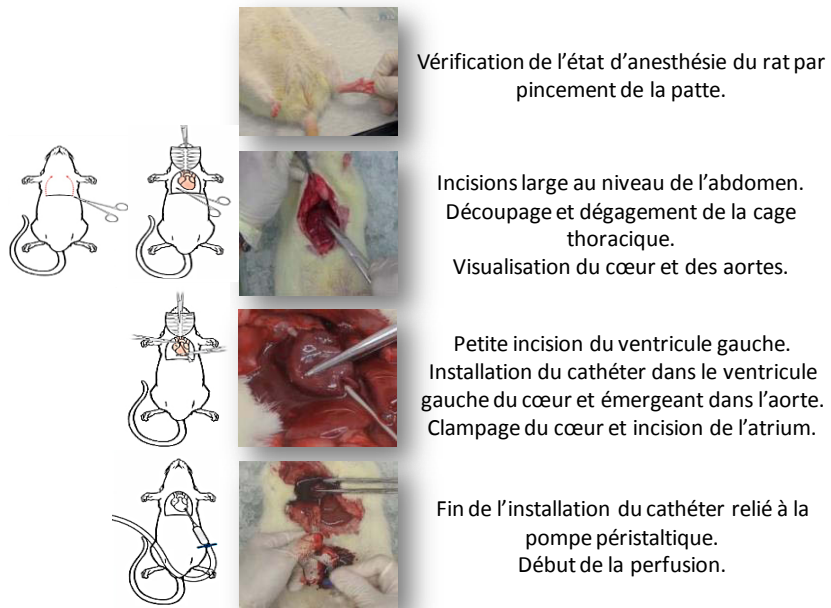 Vérification de l’état d’anesthésie du rat par
pincement de la patte.
Incisions large au niveau de l’abdomen.
Découpage et dégagement de la cage
thoracique.
Visualisation du cœur et des aortes.
Petite incision du ventricule gauche.
Installation du cathéter dans le ventricule
gauche du cœur et émergeant dans l’aorte.
Clampage du cœur et incision de l’atrium.
Fin de l’installation du cathéter relié à la
pompe péristaltique.
Début de la perfusion.